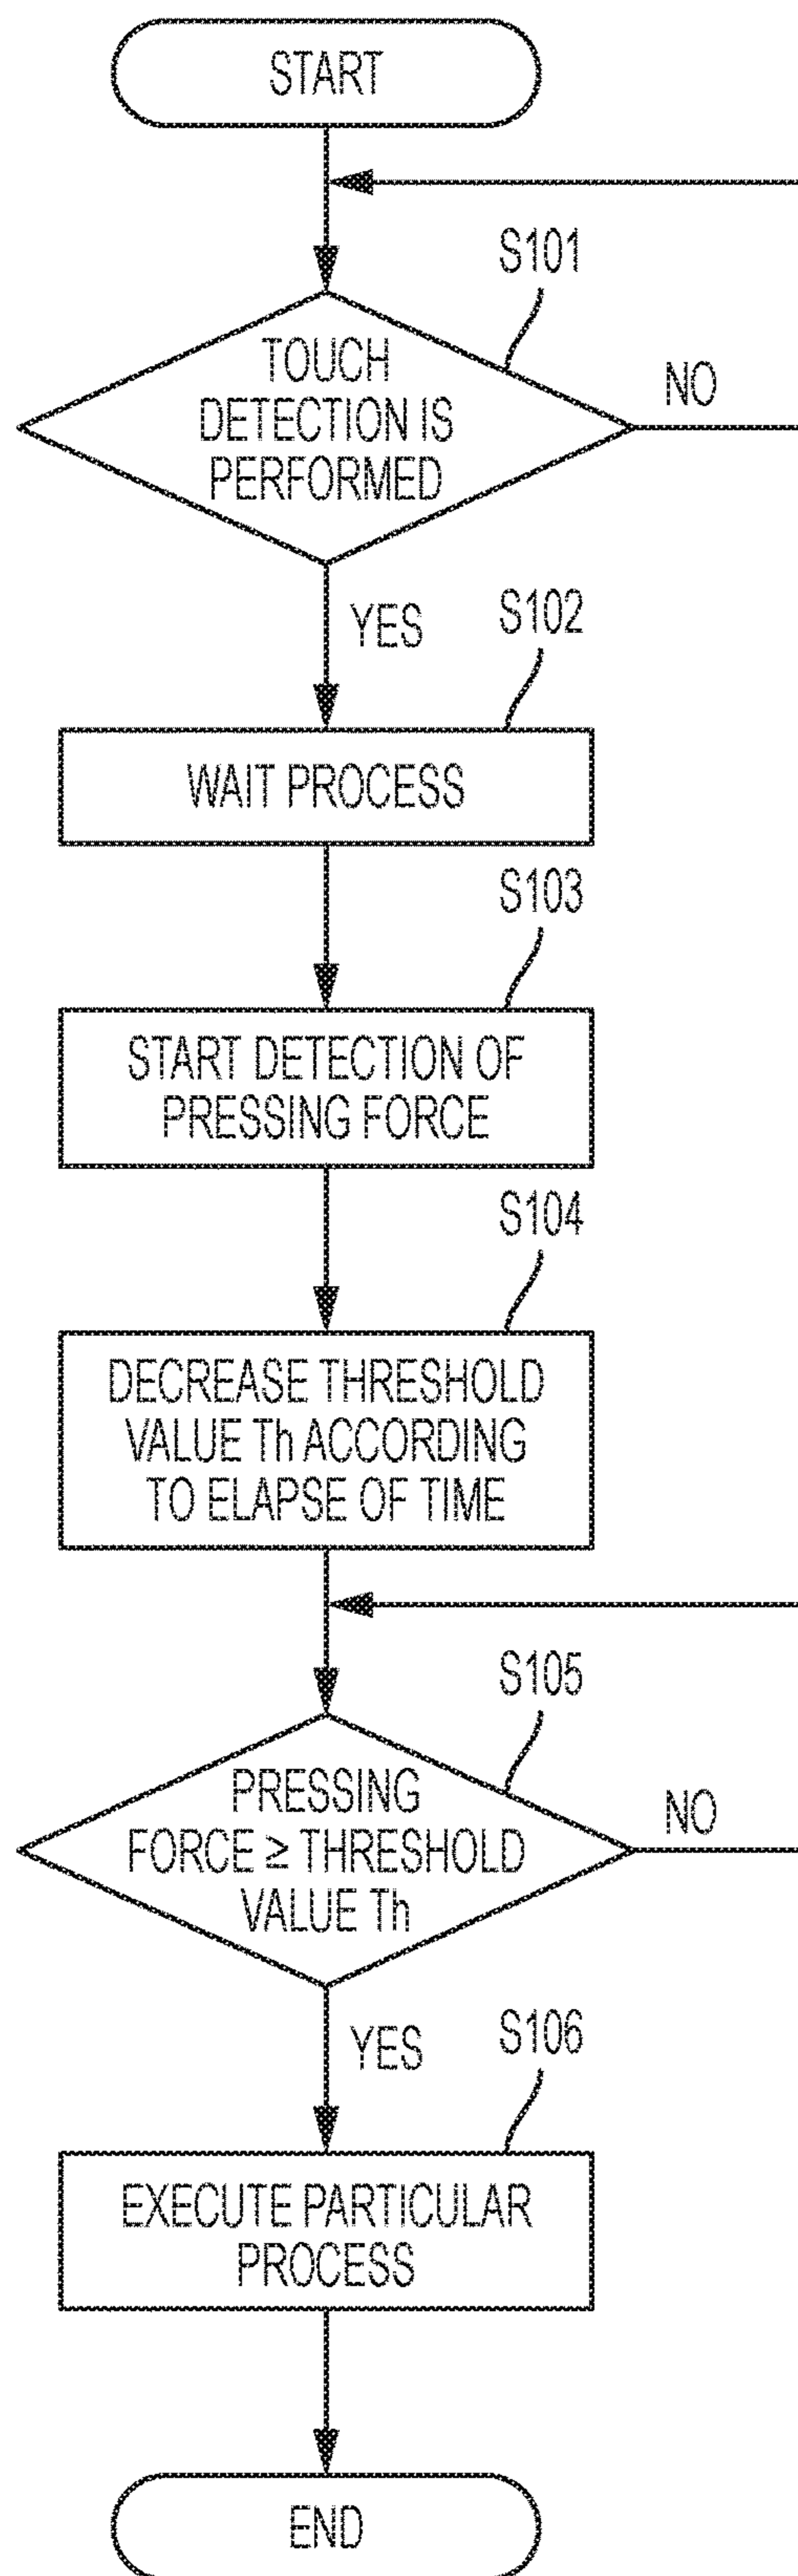 START
S101
TOUCH
DETECTION IS
PERFORMED
NO
YES
S102
WAIT PROCESS
S103
START DETECTION OF
PRESSING FORCE
S104
DECREASE THRESHOLD
VALUE Th ACCORDING
TO ELAPSE OF TIME
S105
PRESSING
FORCE ≥ THRESHOLD
VALUE Th
NO
YES
S106
EXECUTE PARTICULAR
PROCESS
END